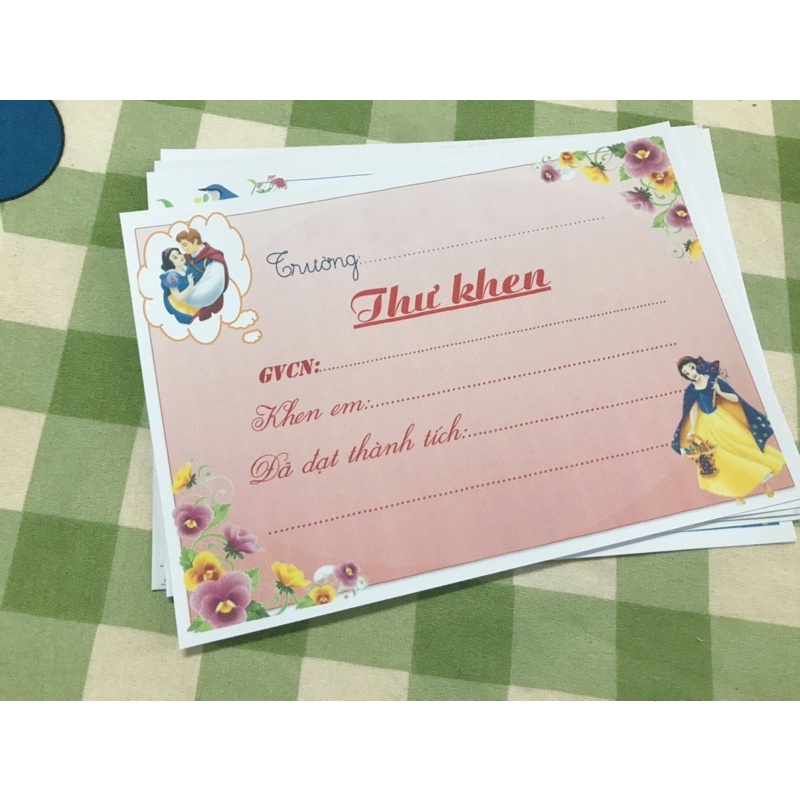 Trường:...............................................
Thư khen
GVCN:......................................................................
Khen em:..............................................................
Đã đạt thành tích:............................................
....................................................................................